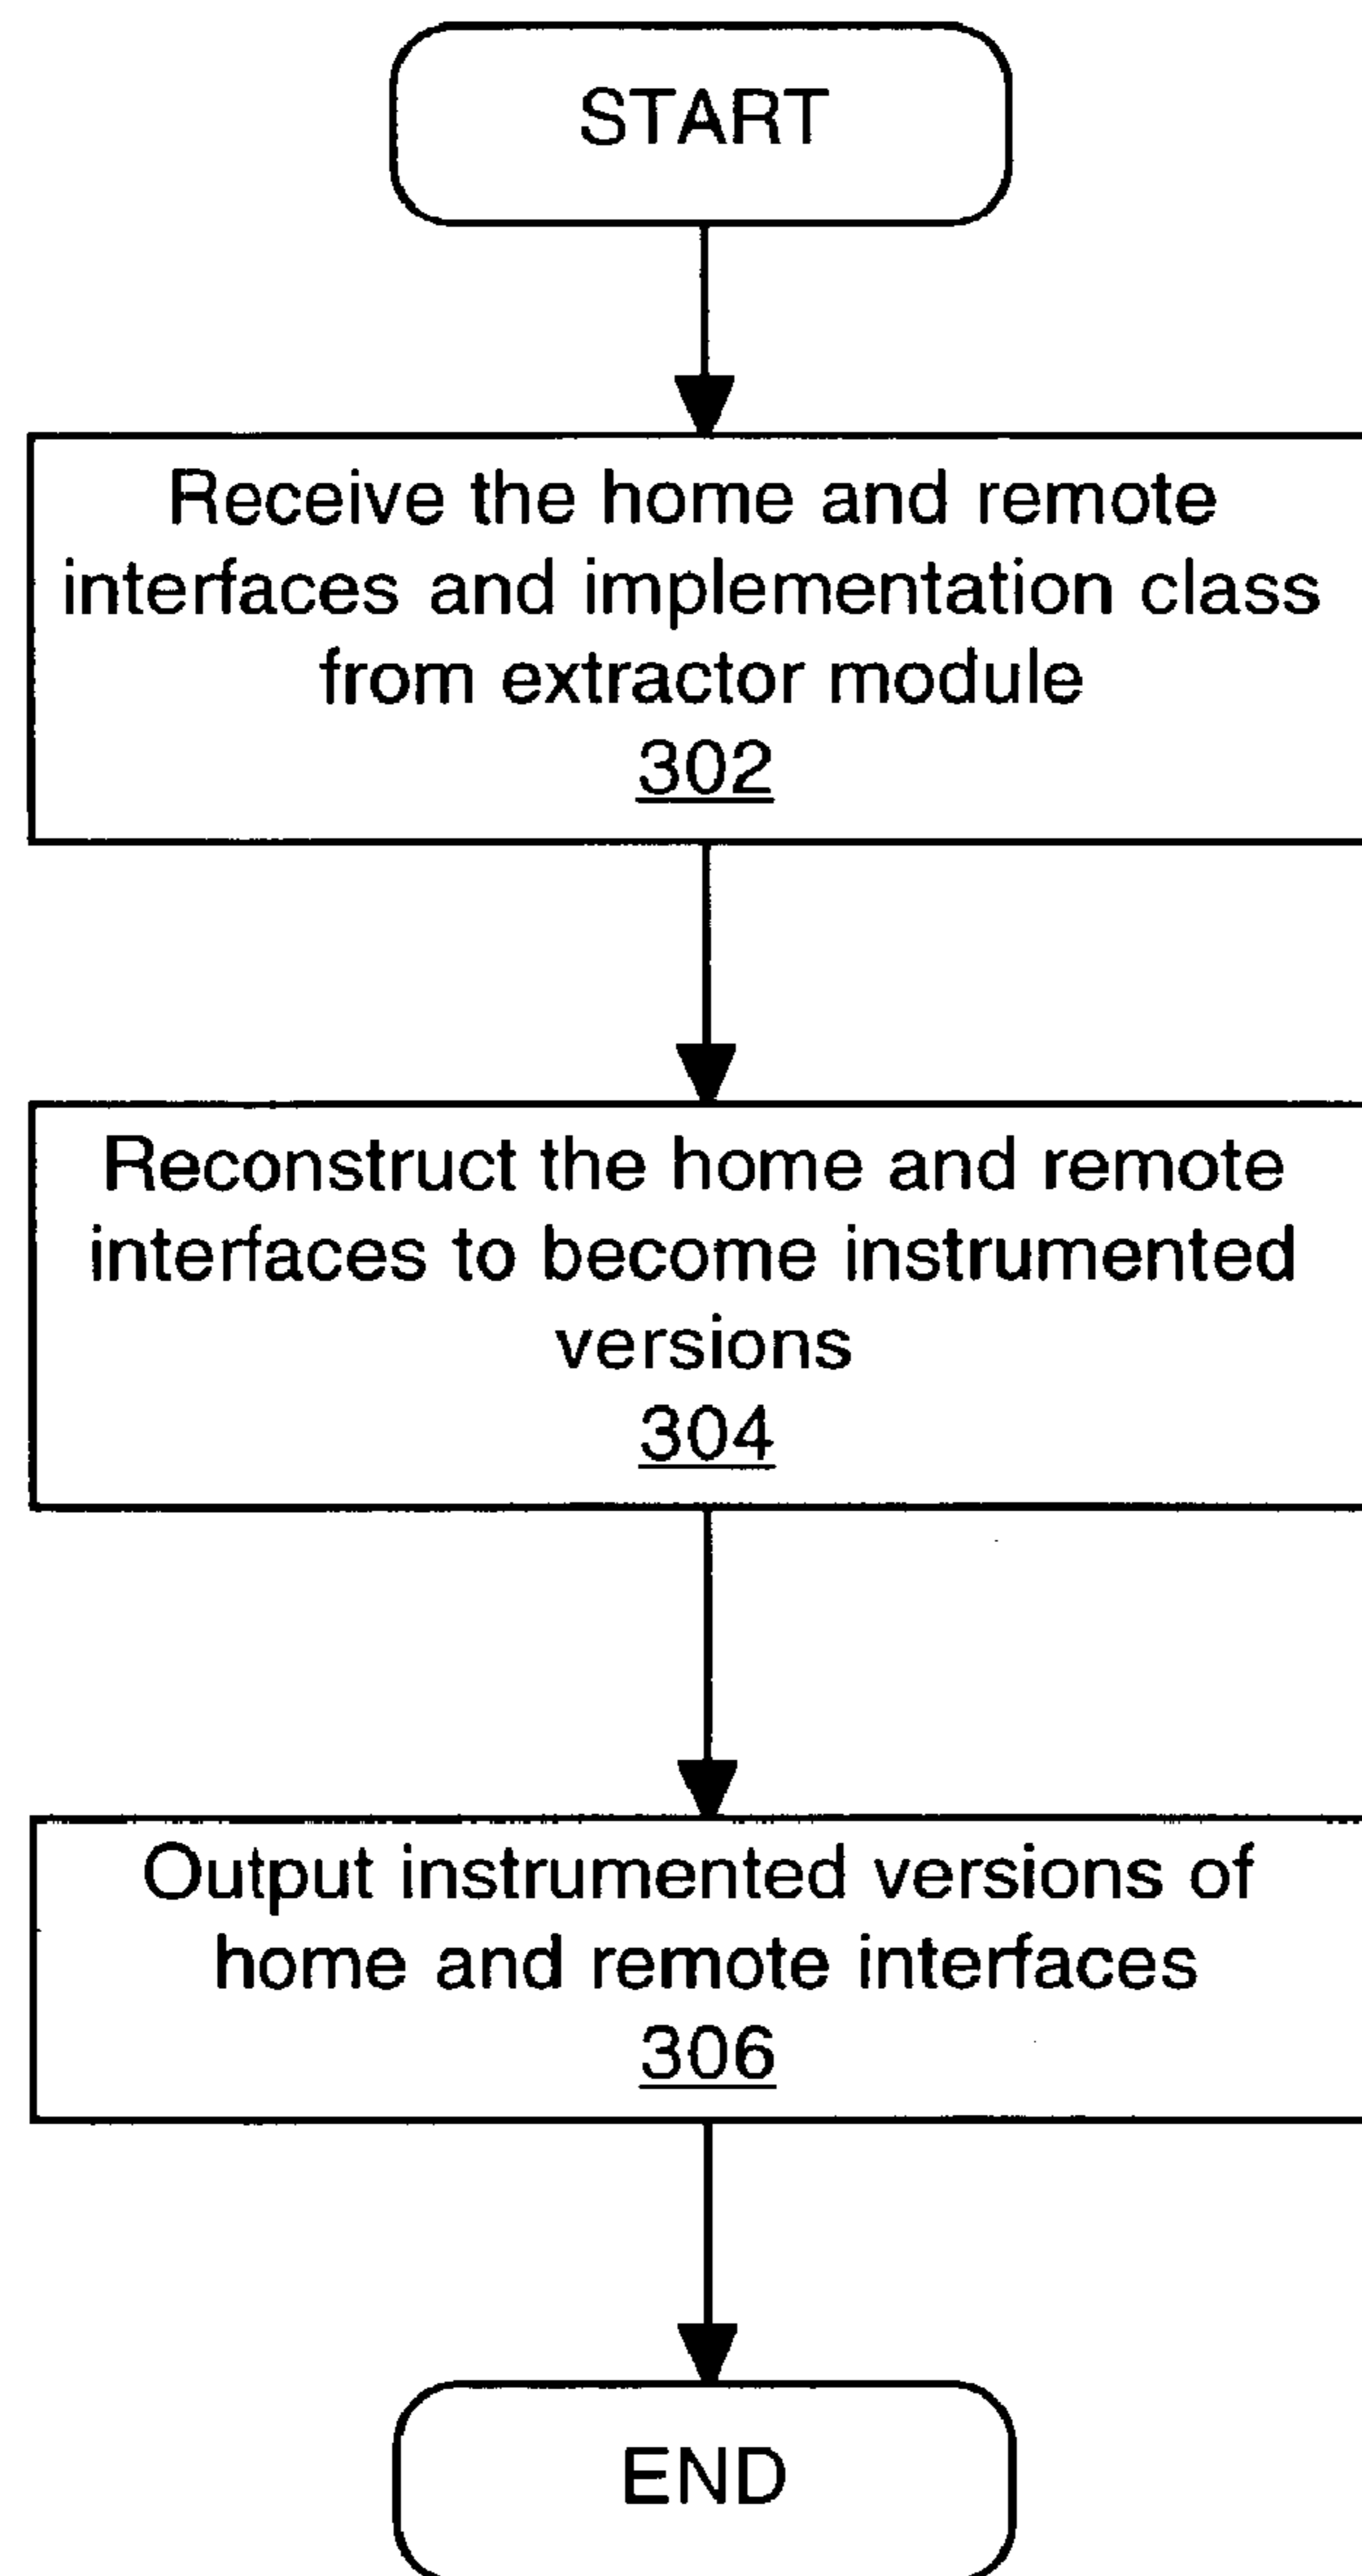 START
Receive the home and remote
interfaces and implementation class
from extractor module
302
Reconstruct the home and remote
interfaces to become instrumented
versions
304
Output instrumented versions of
home and remote interfaces
306
END